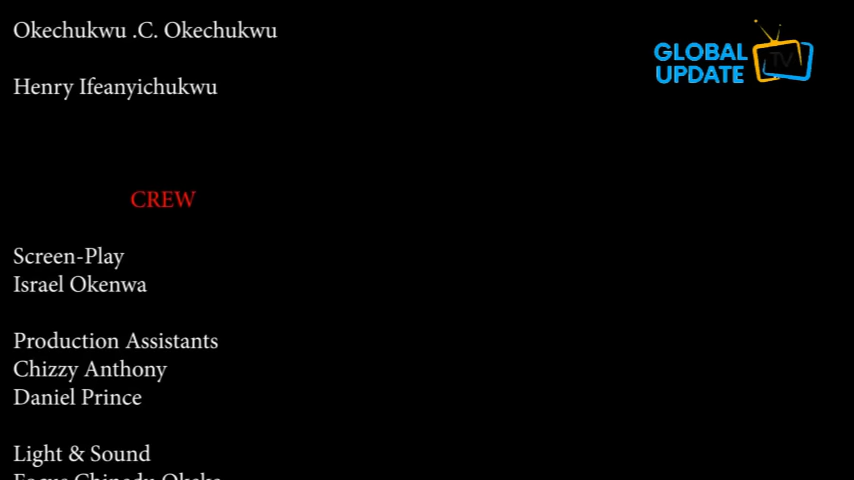 Okechukwu .C. Okechukwu
Henry Ifeanyichukwu
GLOBAL
UPDATE
TV
CREW
Screen-Play
Israel Okenwa
Production Assistants
Chizzy Anthony
Daniel Prince
Light & Sound